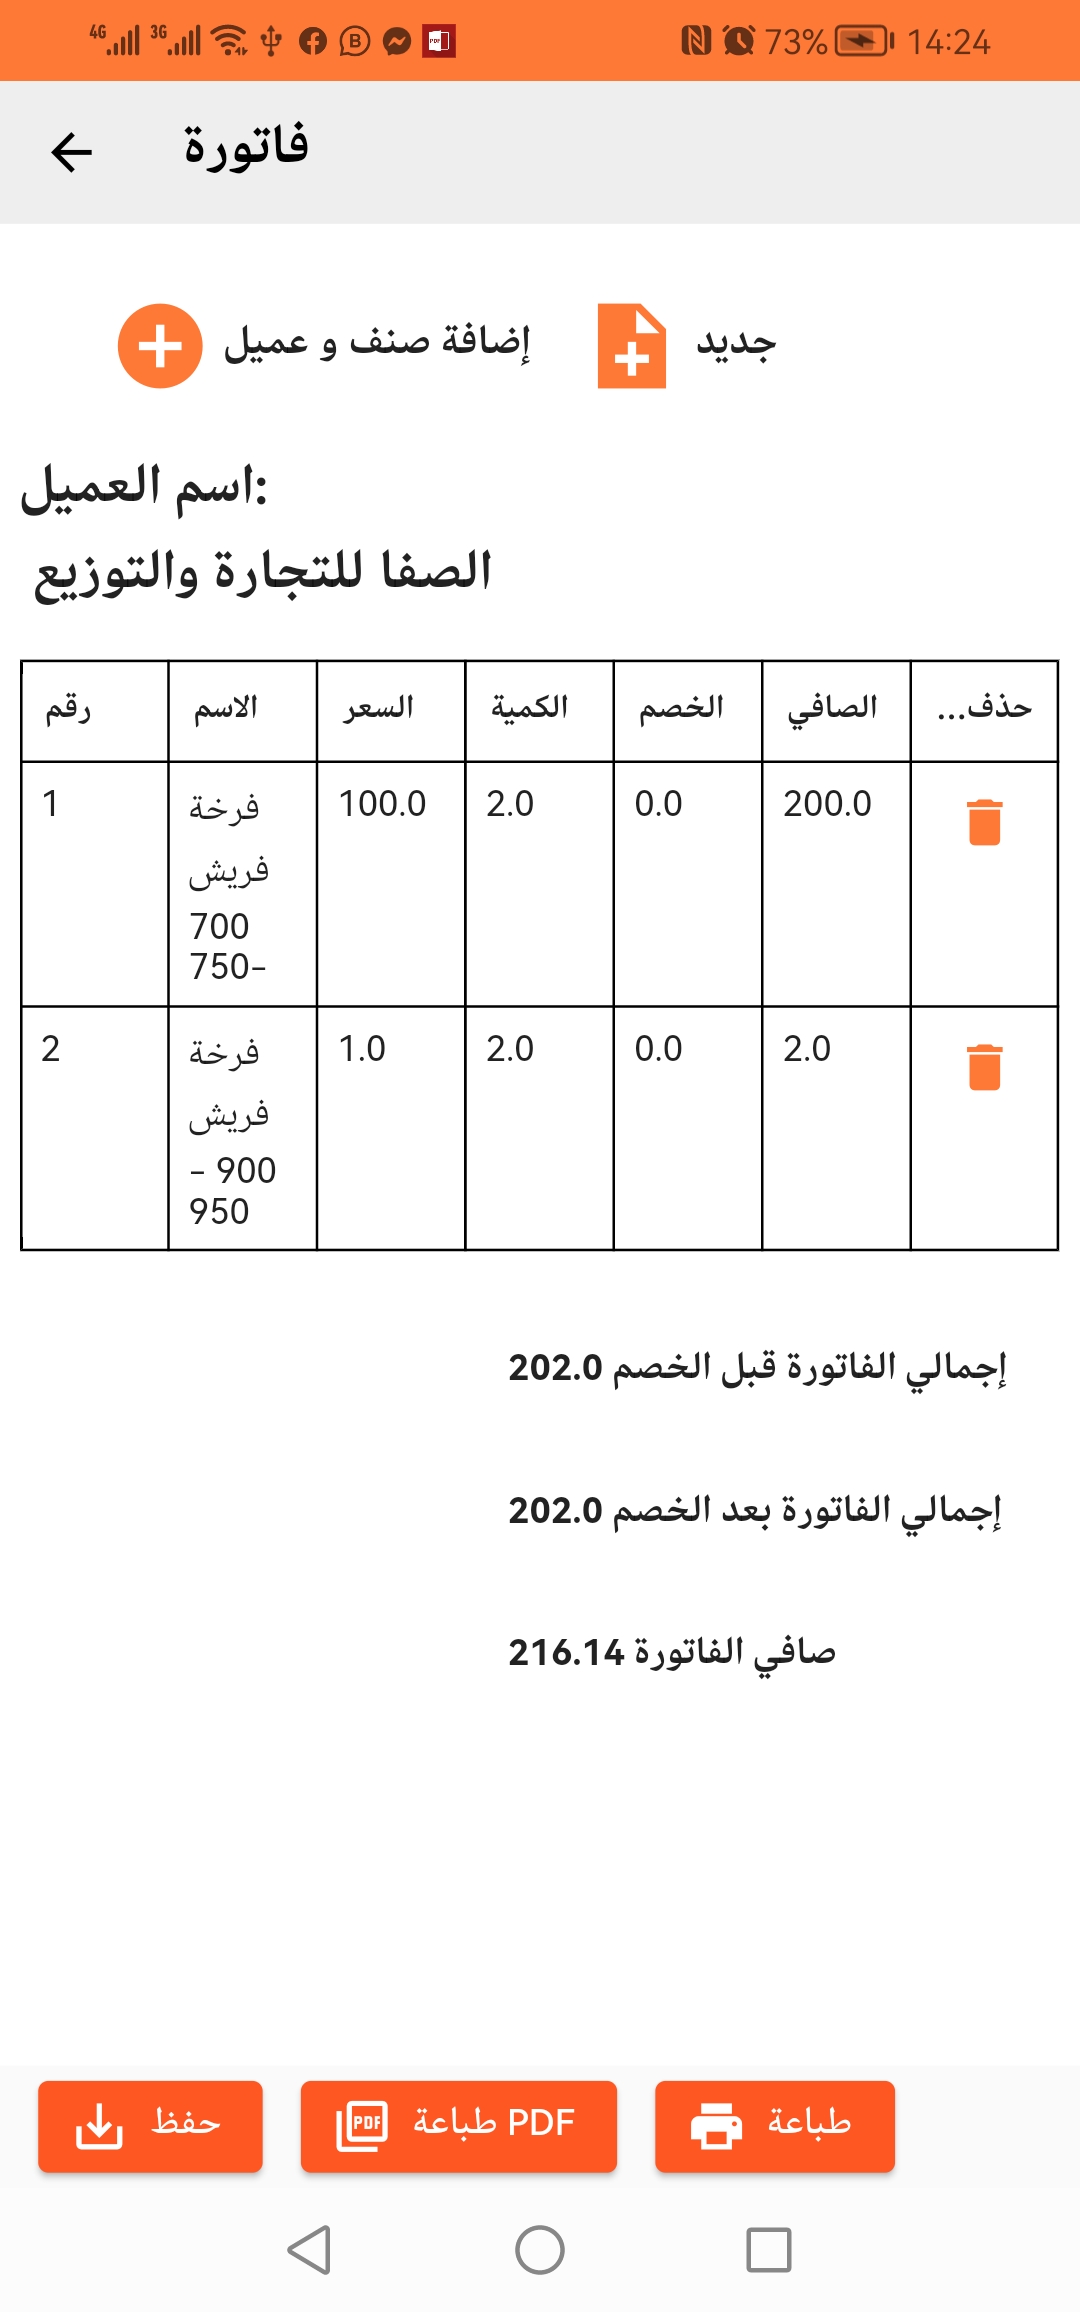 4G 3G 73% 14:24
فاتورة
إضافة صنف و عميل جديد
اسم العميل:
الصفا للتجارة والتوزيع
رقم الاسم السعر الكمية الخصم الصافي حذف...
1 فرخة 100.0 2.0 0.0 200.0
فريش
700
750-
2 فرخة 1.0 2.0 0.0 2.0
فريش
900 -
950
إجمالي الفاتورة قبل الخصم 202.0
إجمالي الفاتورة بعد الخصم 202.0
صافي الفاتورة 216.14
حفظ PDF طباعة PDF طباعة